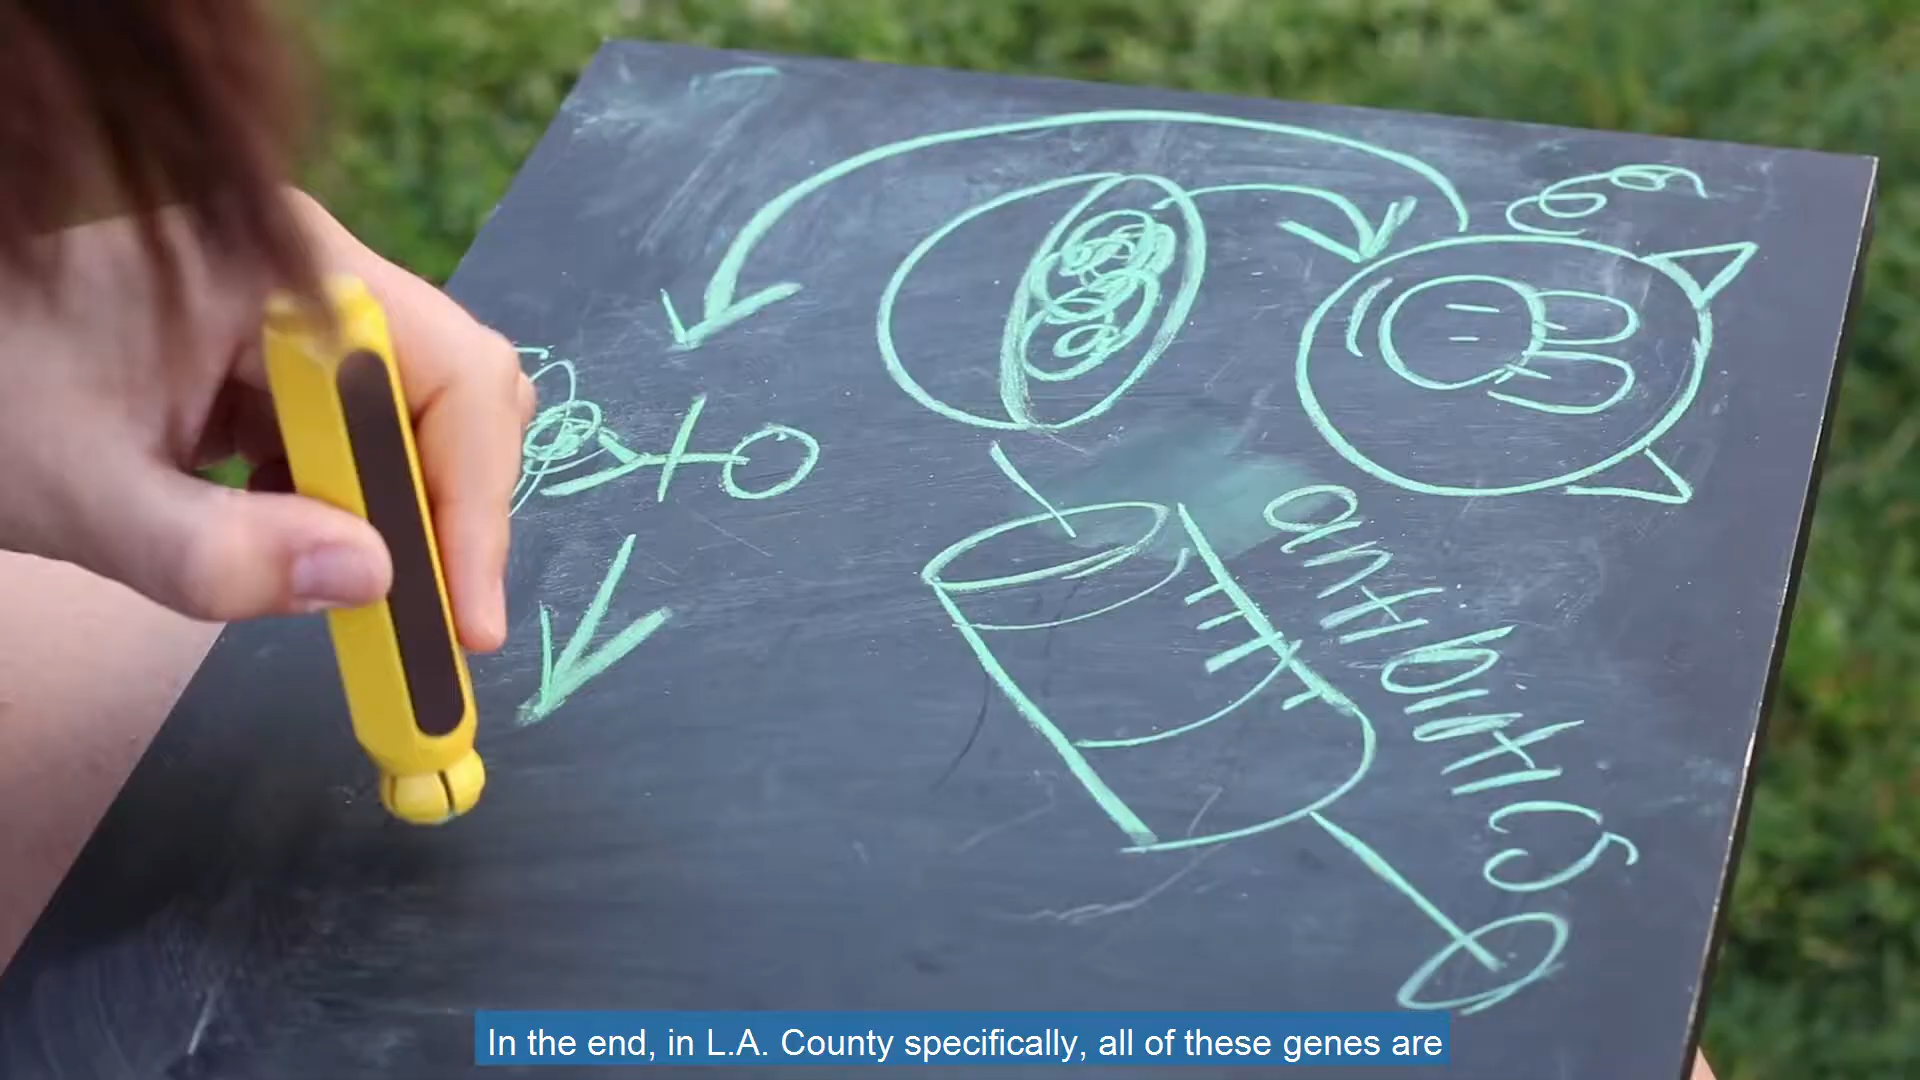 antibiotics
In the end, in L.A. County specifically, all of these genes are